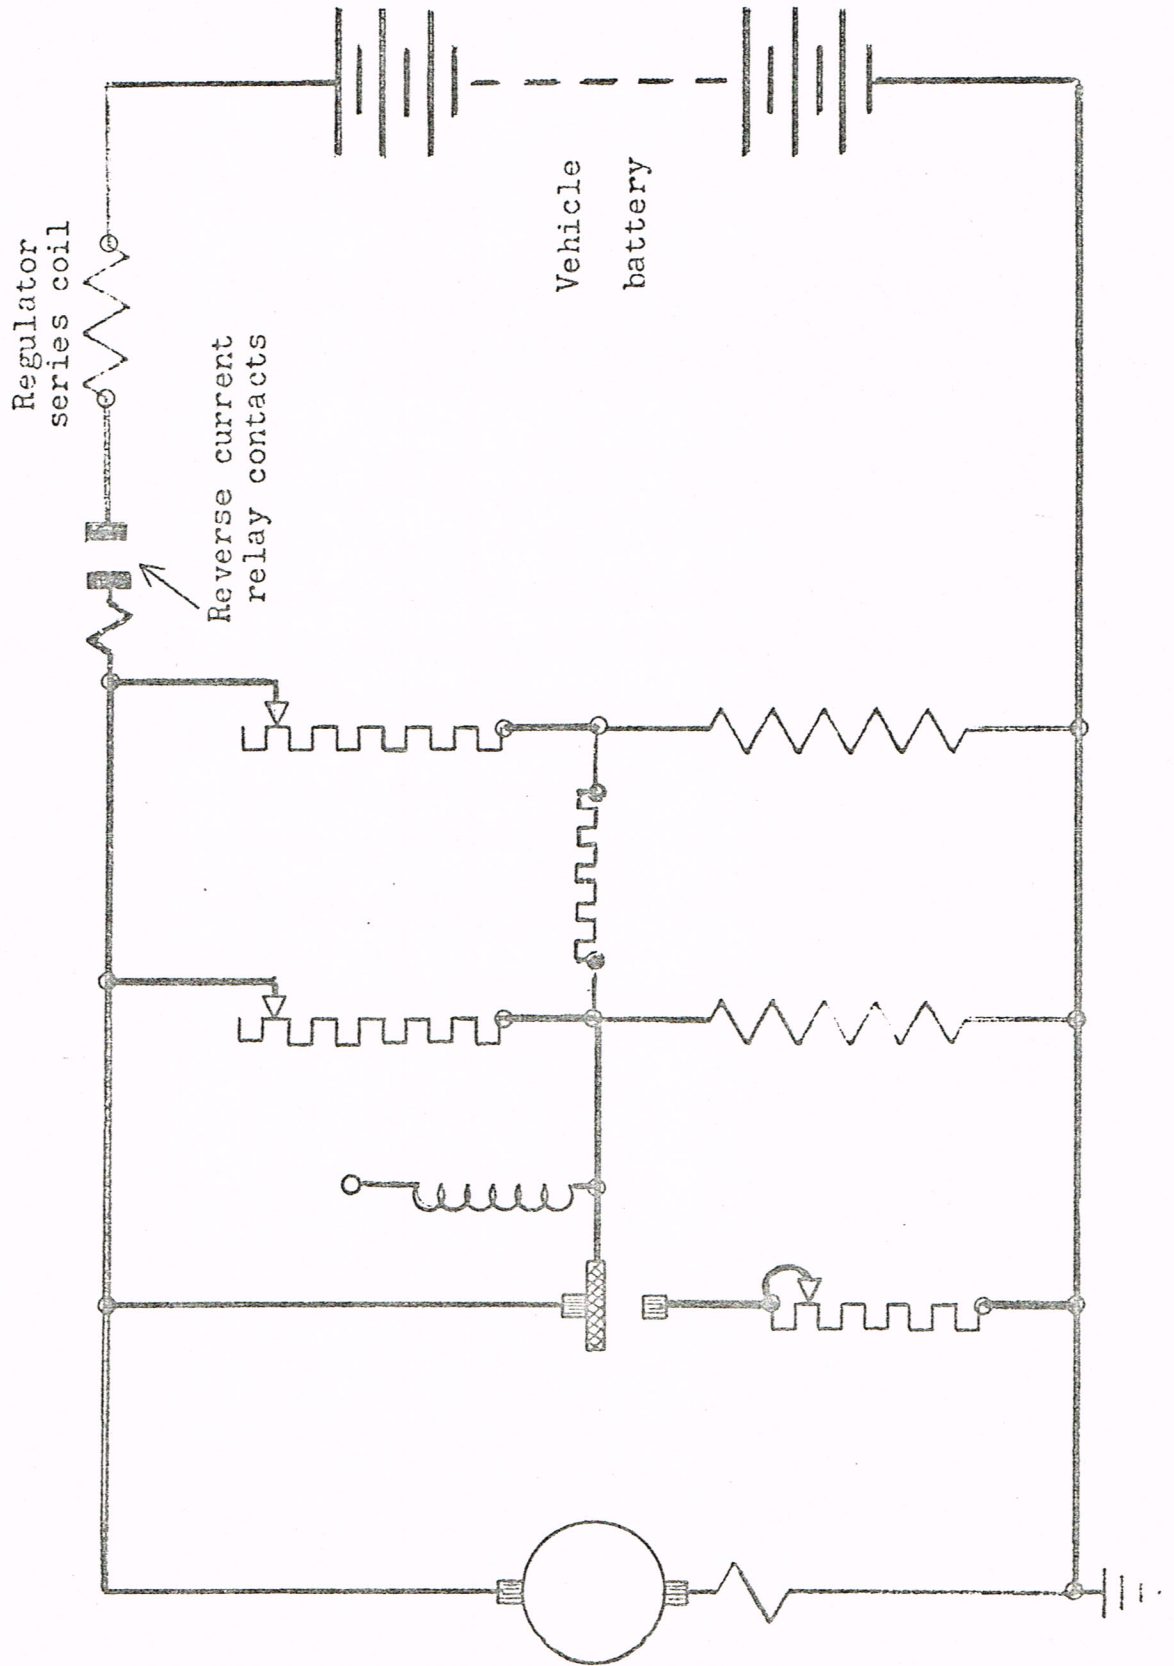 Regulator
series coil
Reverse current
relay contacts
Vehicle
battery